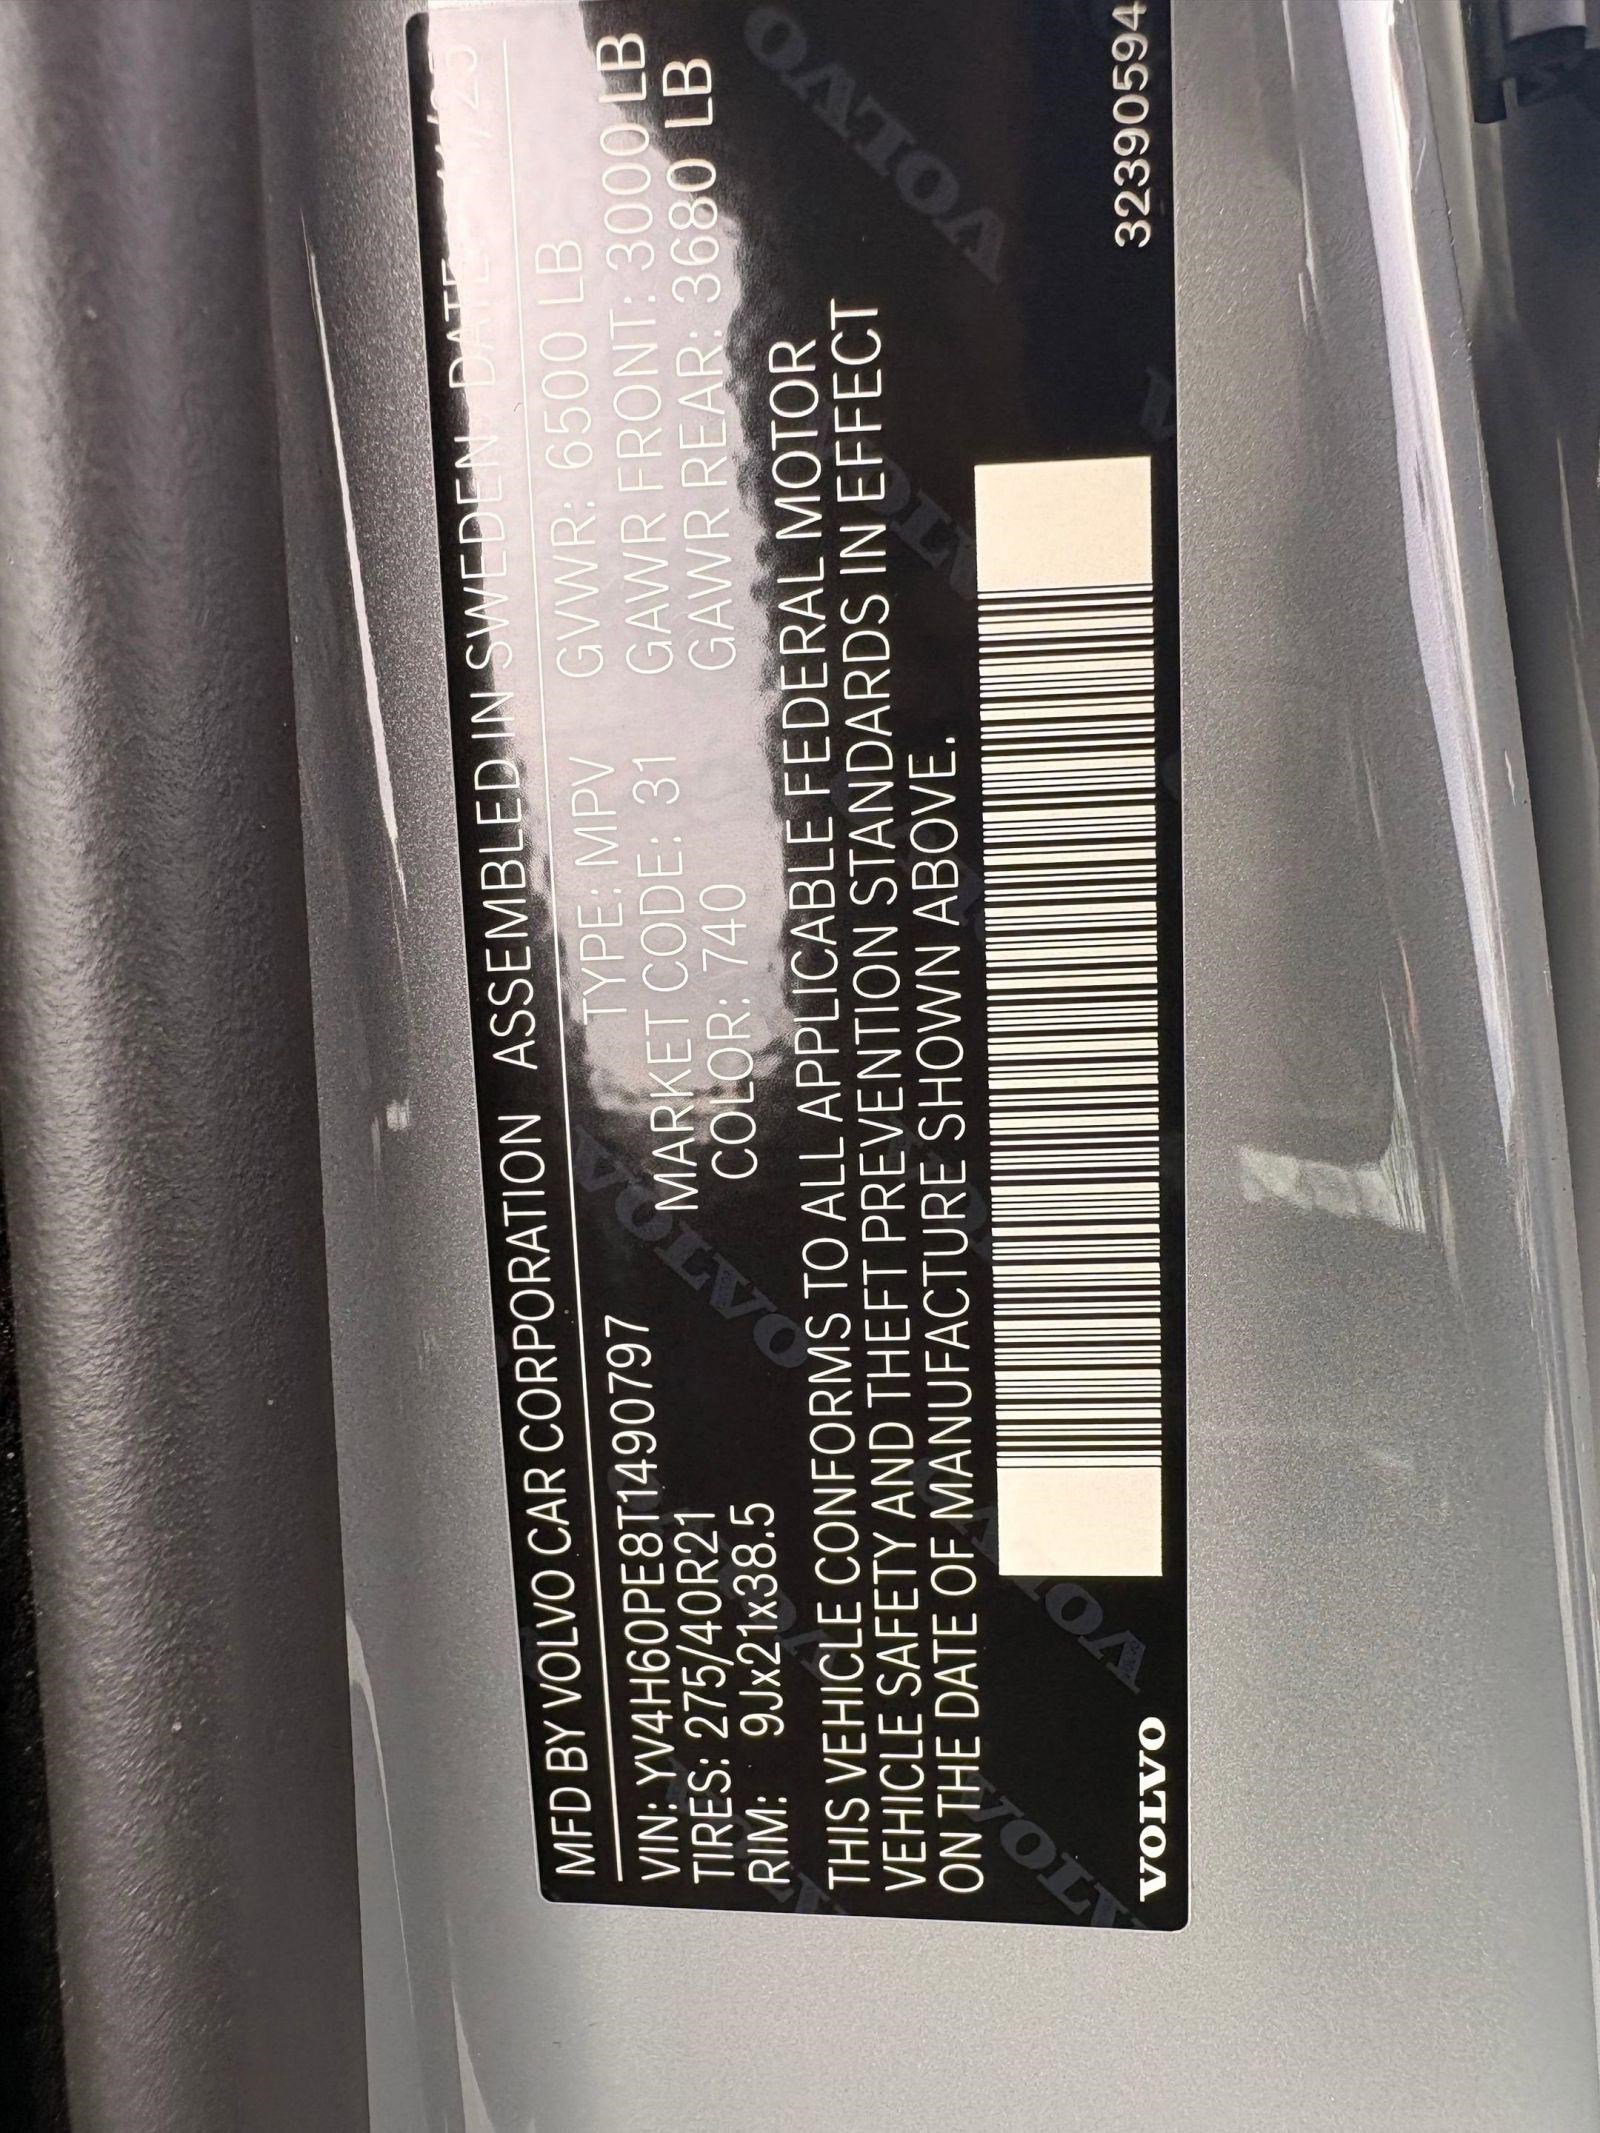 MFD BY VOLVO CAR CORPORATION ASSEMBLED IN SWEDEN DATE
VIN: YV4H60PE8T1490797 TYPE: MPV GVWR: 6500 LB
TIRES: 275/40R21 MARKET CODE: 31 GAWR FRONT: 3000 LB
RIM: 9Jx21x38.5 COLOR: 740 GAWR REAR: 3680 LB
THIS VEHICLE CONFORMS TO ALL APPLICABLE FEDERAL MOTOR
VEHICLE SAFETY AND THEFT PREVENTION STANDARDS IN EFFECT
ON THE DATE OF MANUFACTURE SHOWN ABOVE.
VOLVO 32390594